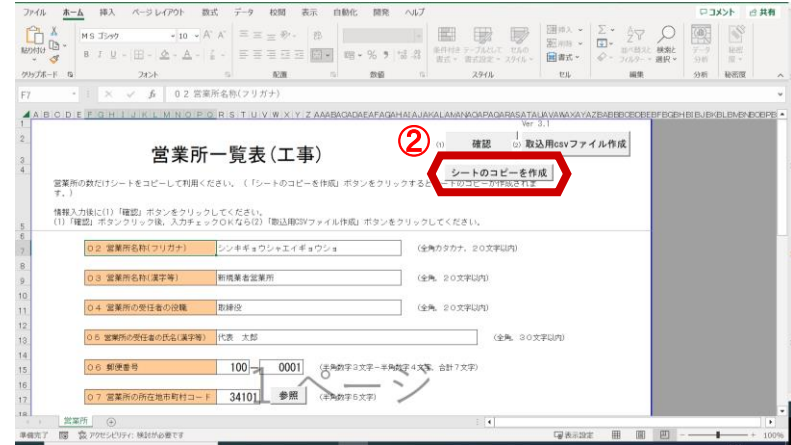 ファイル ホーム 挿入 ページ レイアウト 数式 データ 校閲 表示 自動化 開発 ヘルプ コメント 共有
貼り付け ＭＳ ゴシック 10 A^ A˅
B I U A
条件付き 書式 テーブルとして 書式設定 セルの スタイル
挿入 削除 書式
並べ替えと フィルター 検索と 選択 データ 分析 秘密 度
クリップボード フォント 配置 数値 スタイル セル 編集 分析 秘密度
F7 fx ０２ 営業所名称(フリガナ)
Ver 3.1
営業所一覧表(工事)
② (1) 確認 (2) 取込用csvファイル作成
シートのコピーを作成
営業所の数だけシートをコピーして利用ください。（「シートのコピーを作成」ボタンをクリックするとシートのコピーが作成されま
す。）
情報入力後に(1)「確認」ボタンをクリックしてください。
(1)「確認」ボタンクリック後、入力チェックＯＫなら(2)「取込用CSVファイル作成」ボタンをクリックしてください。
０２ 営業所名称(フリガナ) シンキギョウシャエイギョウショ (全角カタカナ、２０文字以内)
０３ 営業所名称(漢字等) 新規業者営業所 (全角、２０文字以内)
０４ 営業所の受任者の役職 取締役 (全角、２０文字以内)
０５ 営業所の受任者の氏名(漢字等) 代表 太郎 (全角、３０文字以内)
０６ 郵便番号 100 － 0001 (半角数字３文字－半角数字４文字、合計７文字)
1 ページ
０７ 営業所の所在地市町村コード 34101 参照 (半角数字５文字)
営業所
準備完了 アクセシビリティ: 検討が必要です 表示設定 100%